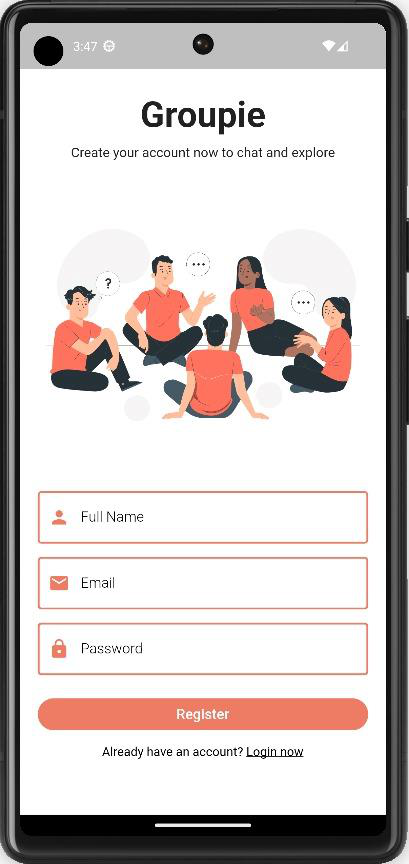 3:47
Groupie
Create your account now to chat and explore
?
Full Name
Email
Password
Register
Already have an account? Login now